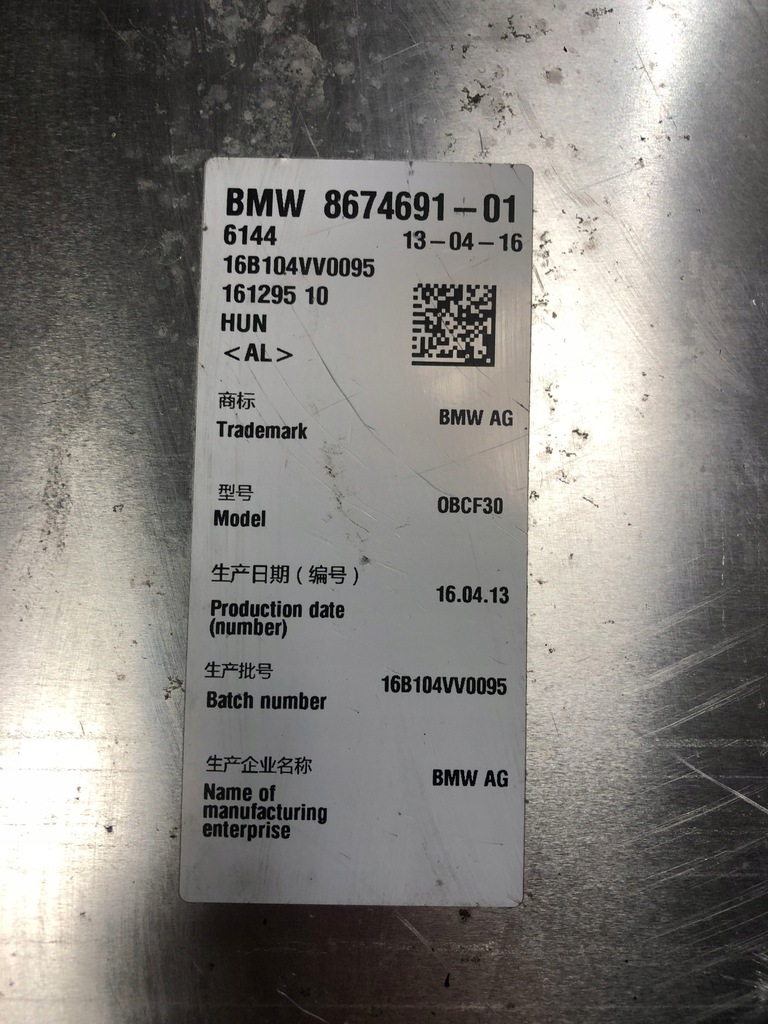 BMW 8674691-01
6144 13-04-16
16B104VV0095
161295 10
HUN
<AL>
商标
Trademark BMW AG
型号
Model OBCF30
生产日期(编号)
Production date 16.04.13
(number)
生产批号
Batch number 16B104VV0095
生产企业名称
Name of BMW AG
manufacturing
enterprise